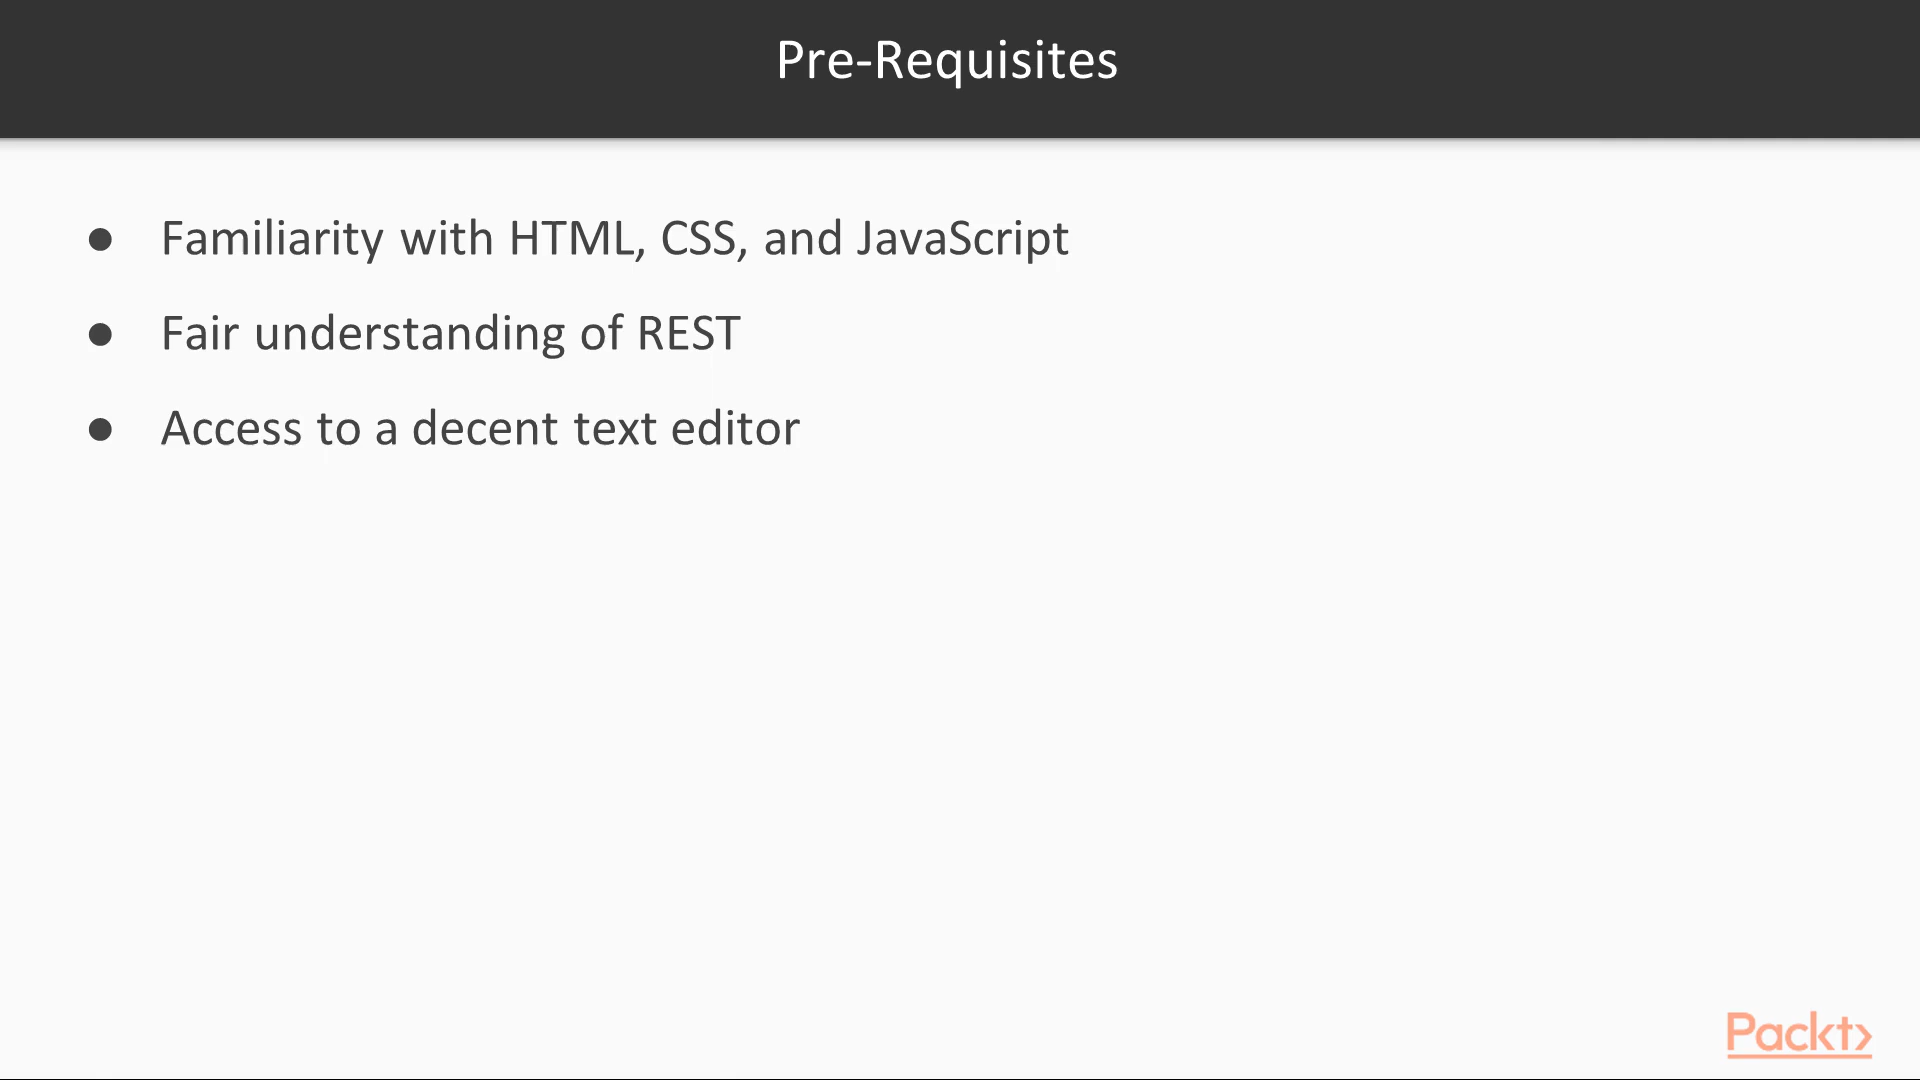 Pre-Requisites
● Familiarity with HTML, CSS, and JavaScript
● Fair understanding of REST
● Access to a decent text editor
Packt>